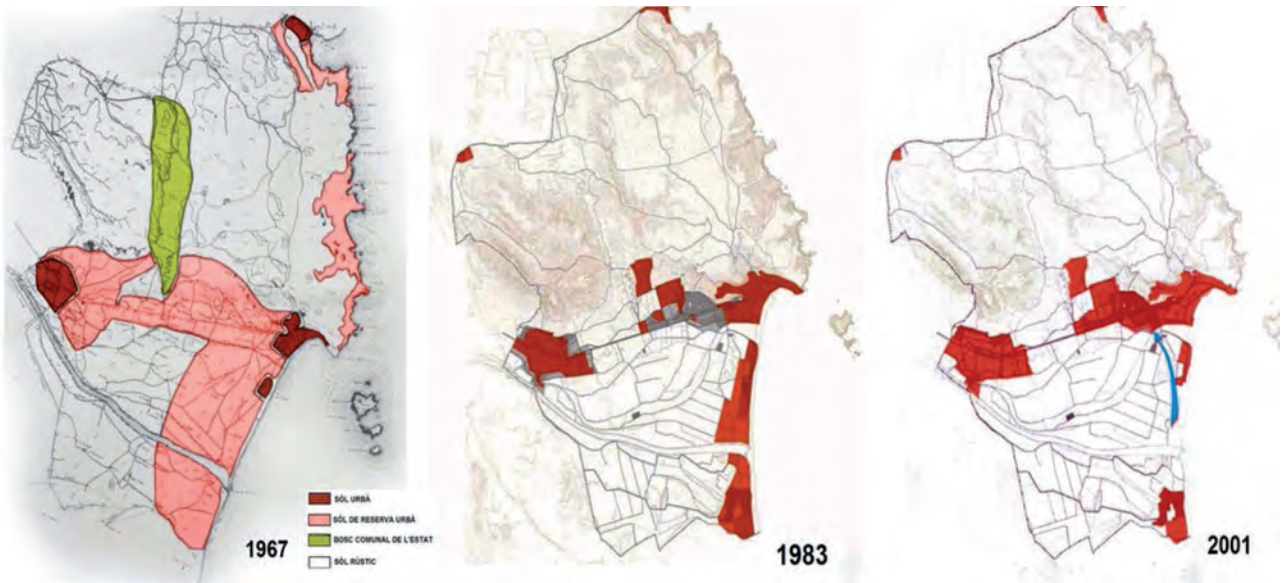 SÒL URBÀ
SÒL DE RESERVA URBÀ
BOSC COMUNAL DE L'ESTAT
SÒL RÚSTIC
1967
1983
2001